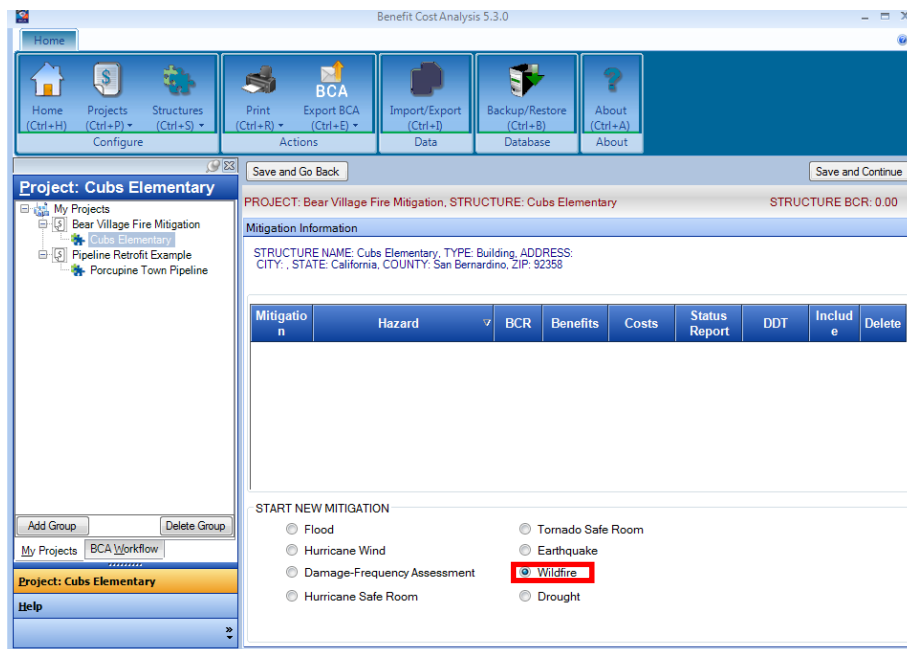 Benefit Cost Analysis 5.3.0
Home
Home
(Ctrl+H)
Projects
(Ctrl+P)
Structures
(Ctrl+S)
Configure
Print
(Ctrl+R)
BCA
Export BCA
(Ctrl+E)
Actions
Import/Export
(Ctrl+I)
Data
Backup/Restore
(Ctrl+B)
Database
About
(Ctrl+A)
About
Project: Cubs Elementary
My Projects
Bear Village Fire Mitigation
Cubs Elementary
Pipeline Retrofit Example
Porcupine Town Pipeline
Add Group Delete Group
My Projects BCA Workflow
Project: Cubs Elementary
Help
Save and Go Back Save and Continue
PROJECT: Bear Village Fire Mitigation, STRUCTURE: Cubs Elementary STRUCTURE BCR: 0.00
Mitigation Information
STRUCTURE NAME: Cubs Elementary, TYPE: Building, ADDRESS:
CITY: , STATE: California, COUNTY: San Bernardino, ZIP: 92358
Mitigatio
n
Hazard
BCR
Benefits
Costs
Status
Report
DDT
Includ
e
Delete
START NEW MITIGATION
Flood Tornado Safe Room
Hurricane Wind Earthquake
Damage-Frequency Assessment Wildfire
Hurricane Safe Room Drought